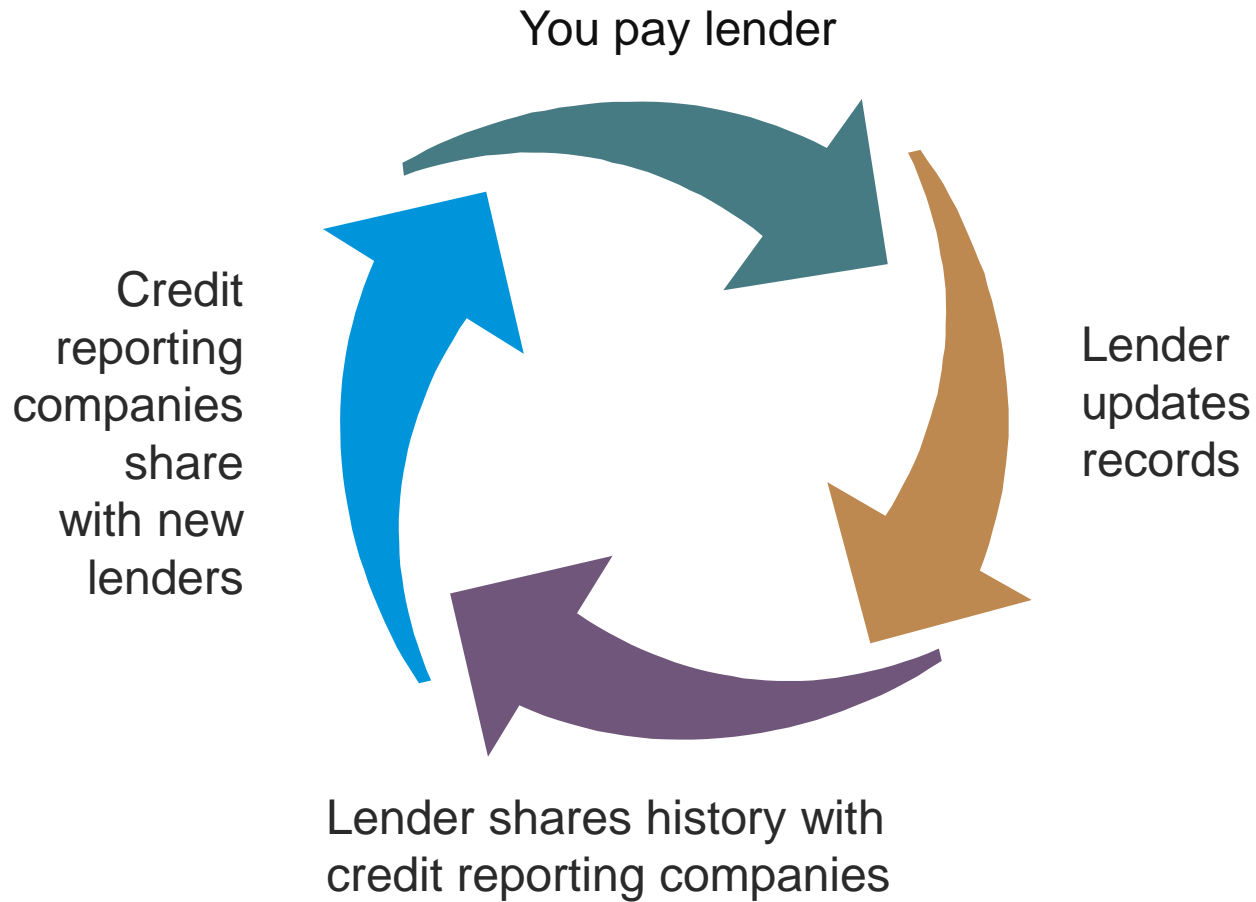 You pay lender
Lender
updates
records
Lender shares history with
credit reporting companies
Credit
reporting
companies
share
with new
lenders